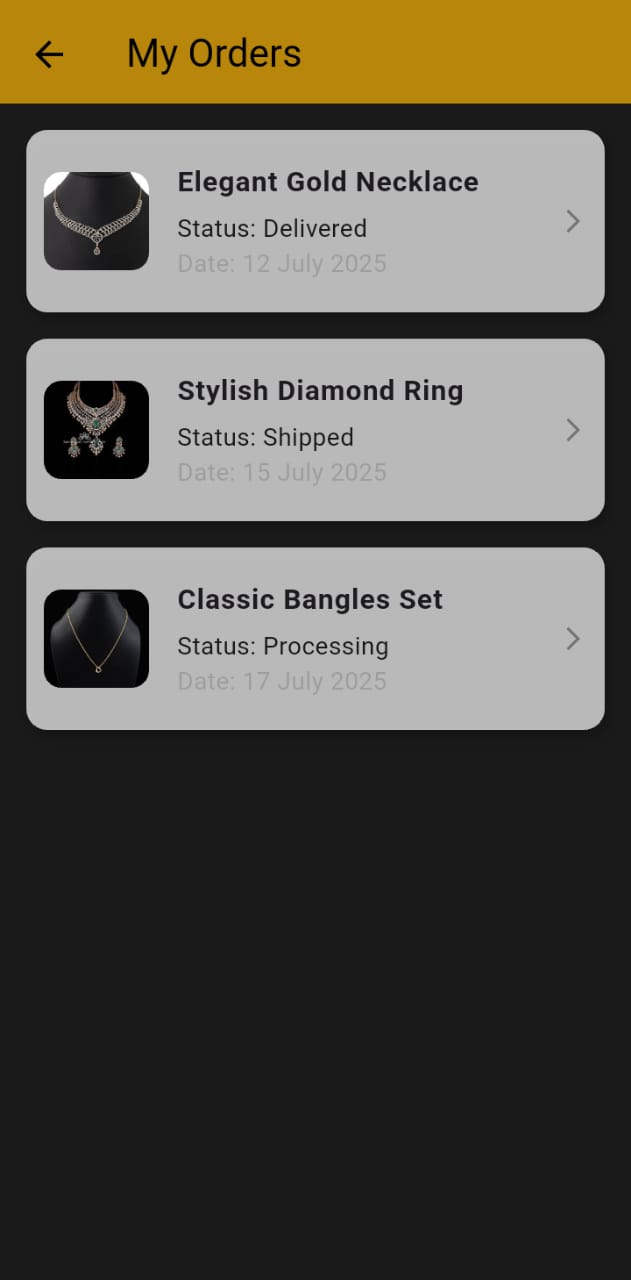 My Orders
Elegant Gold Necklace
Status: Delivered
Date: 12 July 2025
Stylish Diamond Ring
Status: Shipped
Date: 15 July 2025
Classic Bangles Set
Status: Processing
Date: 17 July 2025